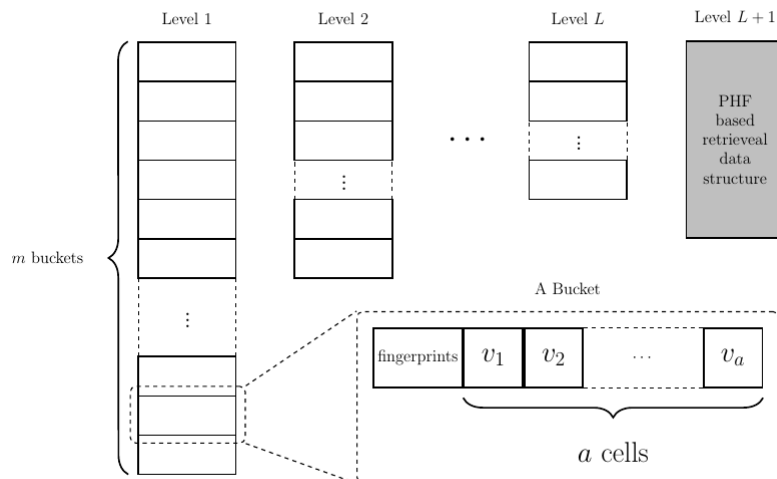 Level 1
Level 2
Level L
Level L + 1
PHF
based
retrieveal
data
structure
m buckets
A Bucket
fingerprints
v1
v2
...
va
a cells